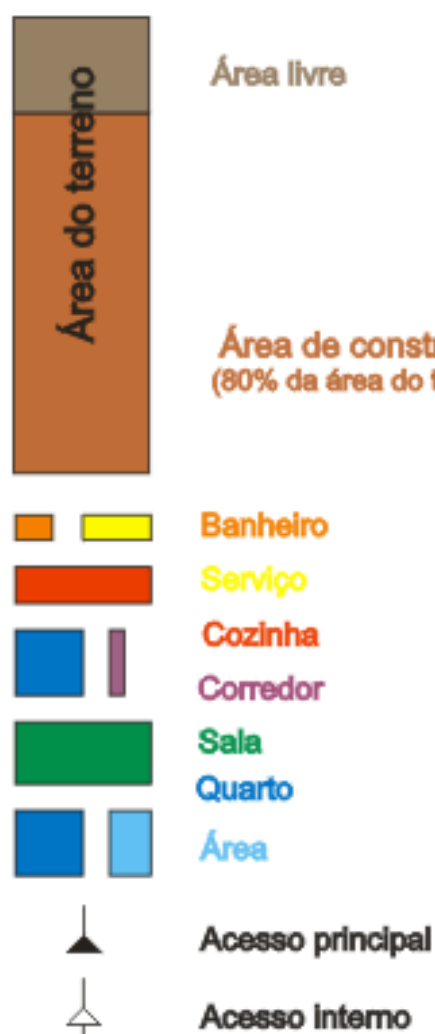 Área do terreno
Área livre
Área de constr
(80% da área do t
Banheiro
Serviço
Cozinha
Corredor
Sala
Quarto
Área
Acesso principal
Acesso interno